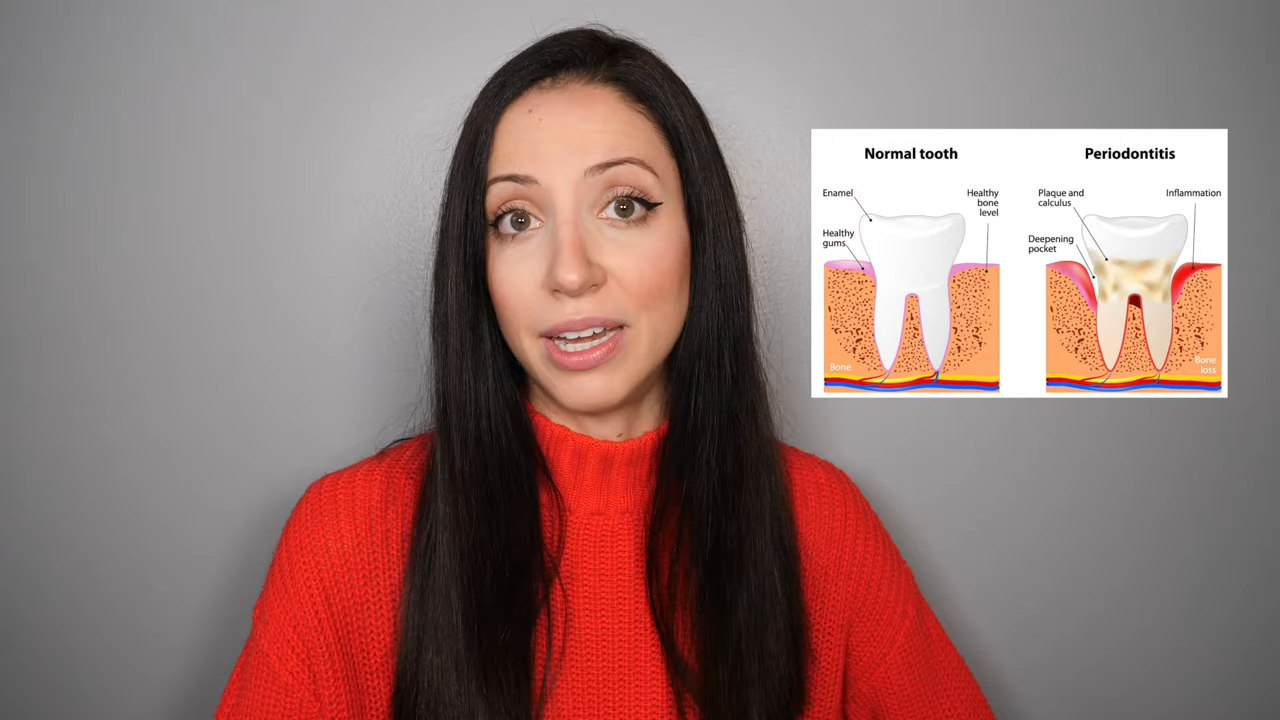 Normal tooth
Enamel
Healthy
gums
Healthy
bone
level
Bone
Periodontitis
Plaque and
calculus
Deepening
pocket
Inflammation
Bone
loss